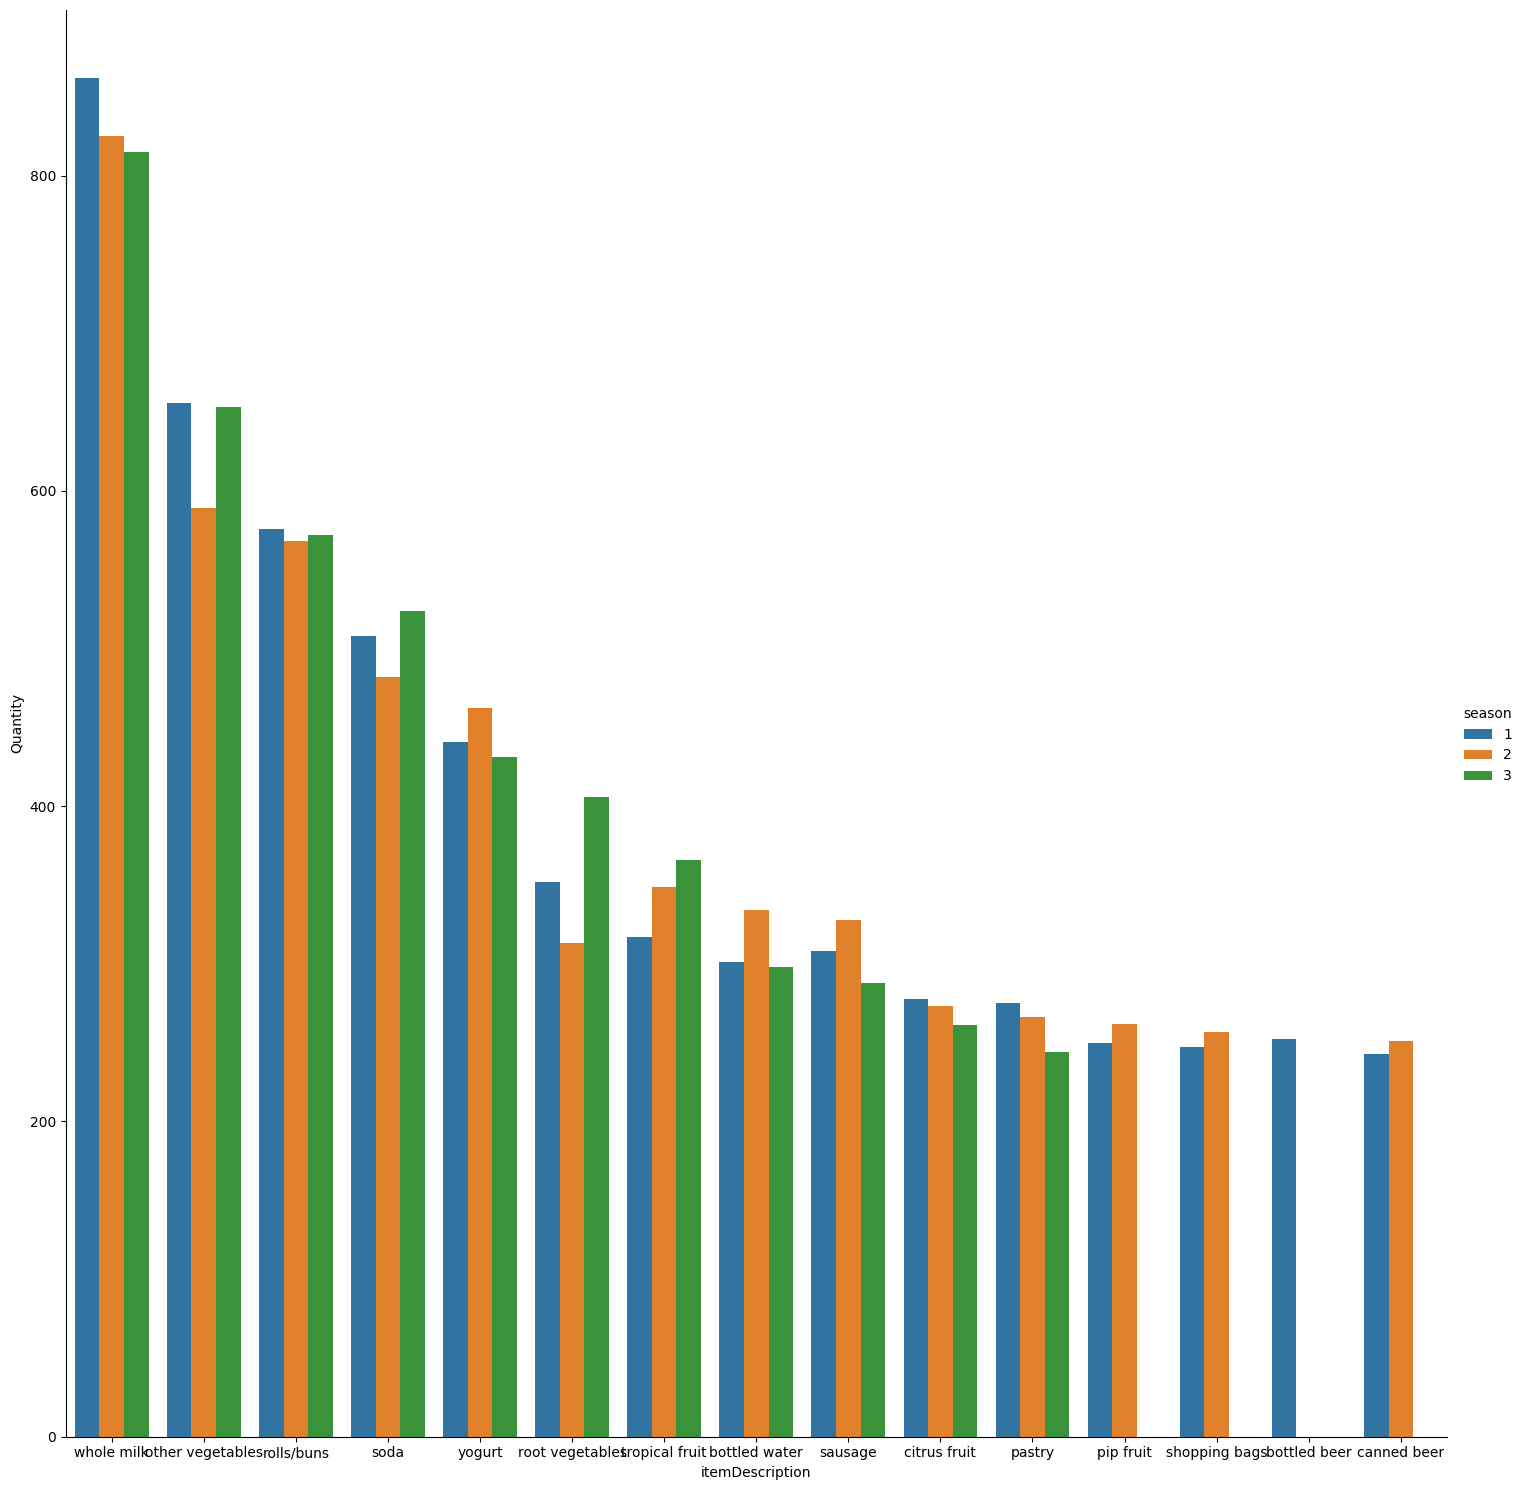 800
600
400
200
0
Quantity
whole milk other vegetables rolls/buns soda yogurt root vegetables tropical fruit bottled water sausage citrus fruit pastry pip fruit shopping bags bottled beer canned beer
itemDescription
season
1
2
3